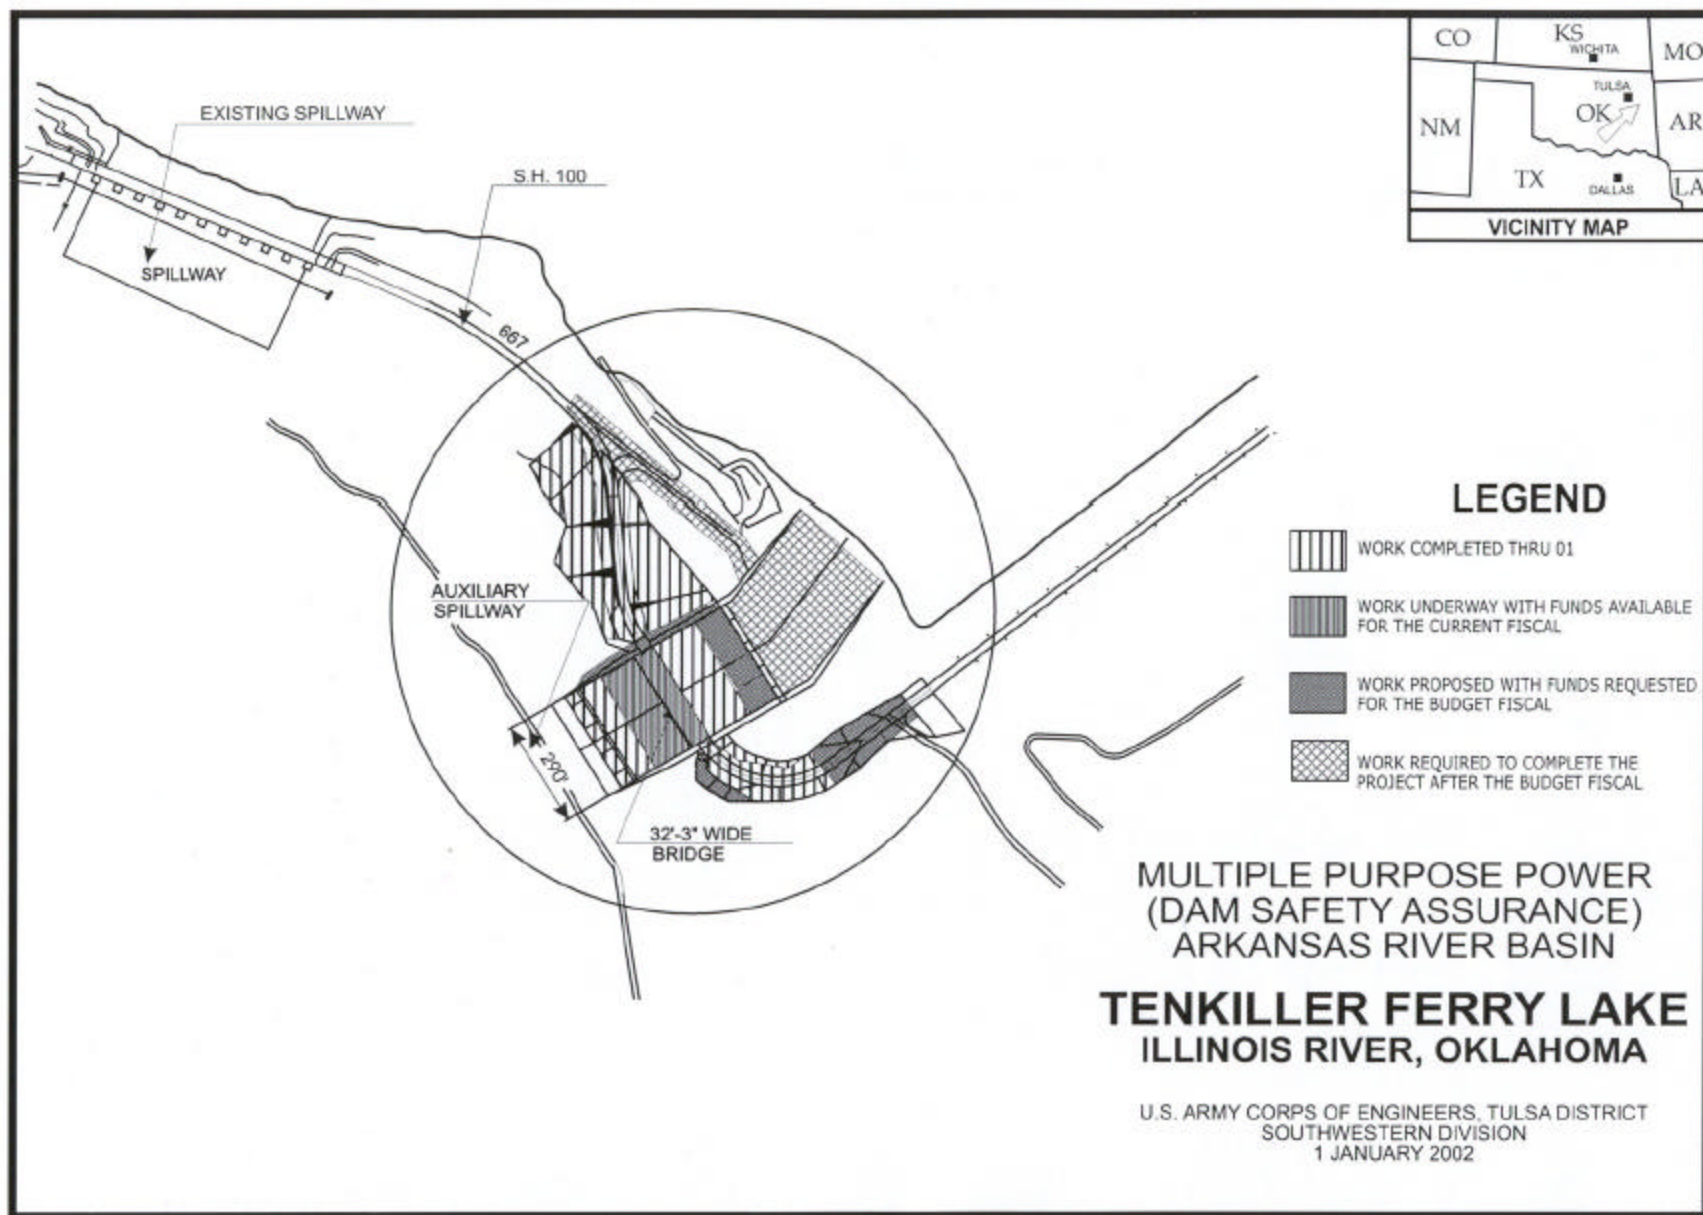 CO
KS
WICHITA
MO
TULSA
OK
NM
AR
TX
DALLAS
LA
VICINITY MAP
EXISTING SPILLWAY
S.H. 100
SPILLWAY
667
AUXILIARY
SPILLWAY
290'
32'-3" WIDE
BRIDGE
LEGEND
WORK COMPLETED THRU 01
WORK UNDERWAY WITH FUNDS AVAILABLE
FOR THE CURRENT FISCAL
WORK PROPOSED WITH FUNDS REQUESTED
FOR THE BUDGET FISCAL
WORK REQUIRED TO COMPLETE THE
PROJECT AFTER THE BUDGET FISCAL
MULTIPLE PURPOSE POWER
(DAM SAFETY ASSURANCE)
ARKANSAS RIVER BASIN
TENKILLER FERRY LAKE
ILLINOIS RIVER, OKLAHOMA
U.S. ARMY CORPS OF ENGINEERS, TULSA DISTRICT
SOUTHWESTERN DIVISION
1 JANUARY 2002